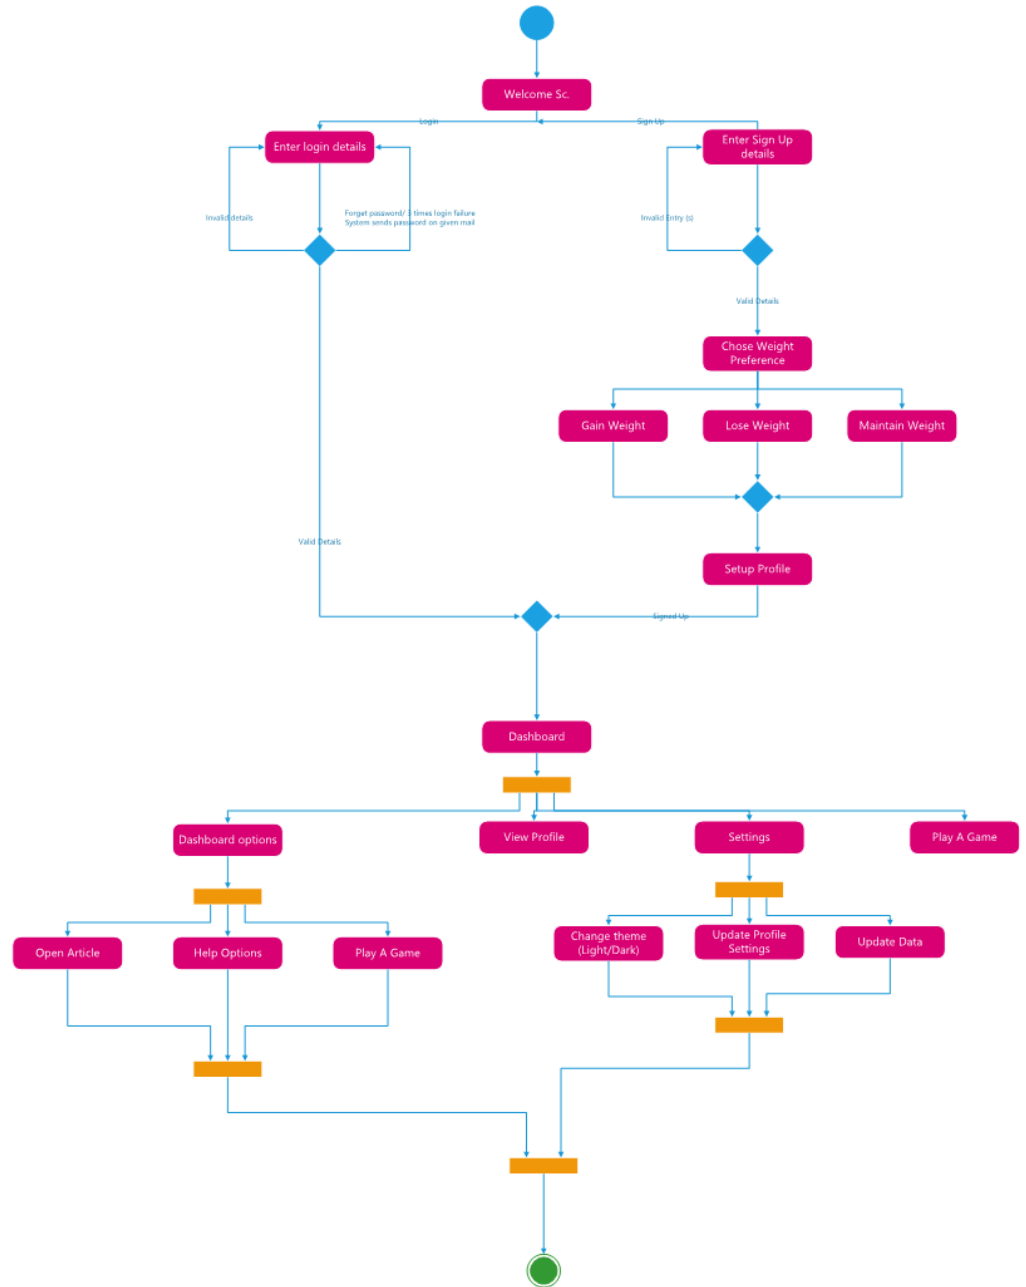 Welcome Sc.
Login
Sign Up
Enter login details
Enter Sign Up
details
Invalid details
Forget password/ 3 times login failure
System sends password on given mail
Invalid Entry (s)
Valid Details
Chose Weight
Preference
Gain Weight
Lose Weight
Maintain Weight
Valid Details
Setup Profile
Signed Up
Dashboard
Dashboard options
View Profile
Settings
Play A Game
Open Article
Help Options
Play A Game
Change theme
(Light/Dark)
Update Profile
Settings
Update Data